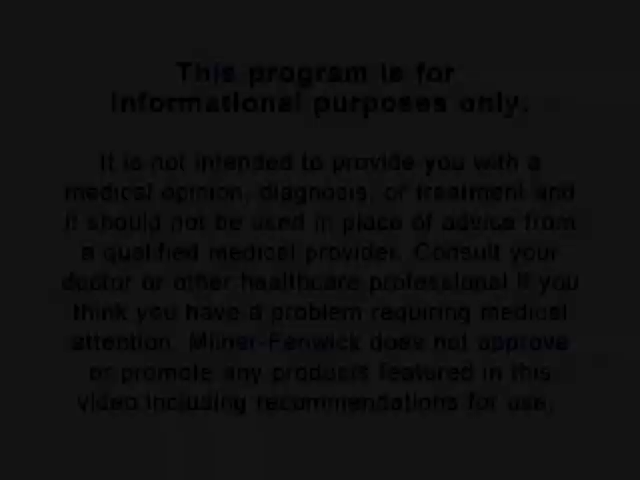 This program is for
informational purposes only.
It is not intended to provide you with a
medical opinion, diagnosis, or treatment and
it should not be used in place of advice from
a qualified medical provider. Consult your
doctor or other healthcare professional if you
think you have a problem requiring medical
attention. Milner-Fenwick does not approve
or promote any products featured in this
video including recommendations for use.